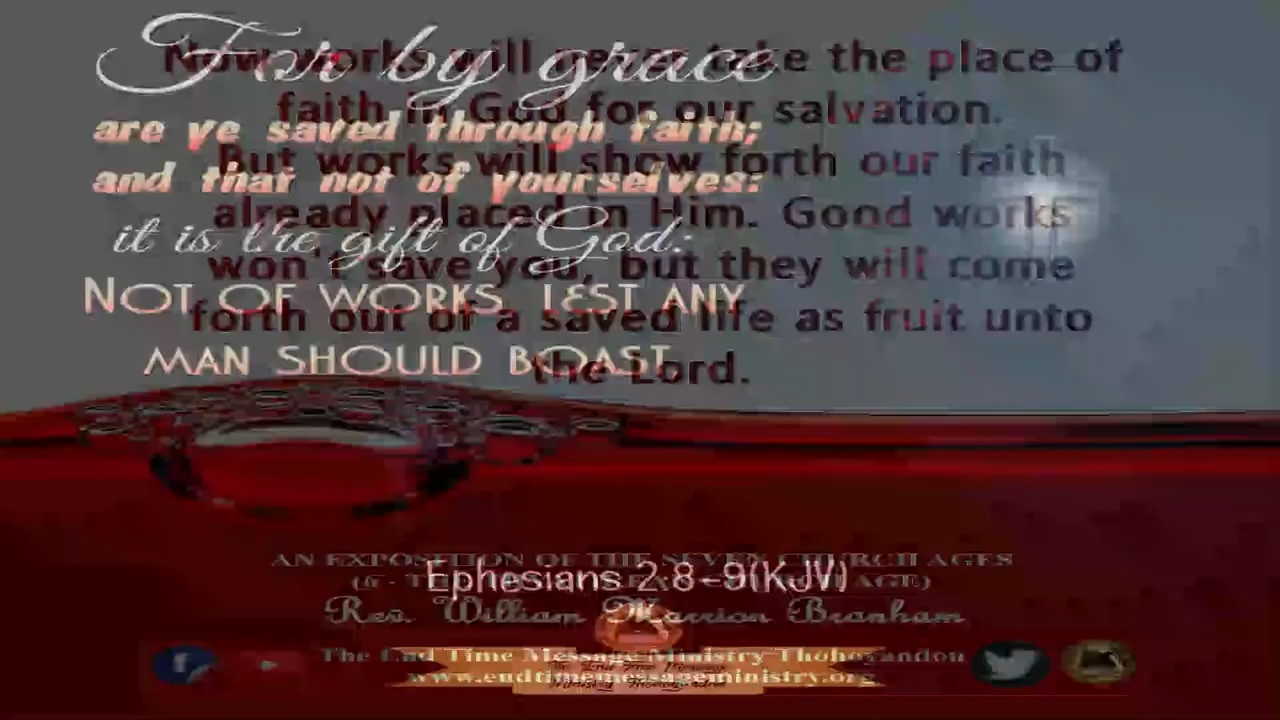 For by grace
are ye saved through faith;
and that not of yourselves:
it is the gift of God:
NOT OF WORKS, LEST ANY
MAN SHOULD BOAST.
Now works will never take the place of
faith in God for our salvation.
But works will show forth our faith
already placed in Him. Good works
won't save you, but they will come
forth out of a saved life as fruit unto
the Lord.
AN EXPOSITION OF THE SEVEN CHURCH AGES
Ephesians 2:8-9(KJV)
AGE)
Rev. William Marrion Branham
The End Time Message Ministry Thohoyandou
www.endtimemessageministry.org